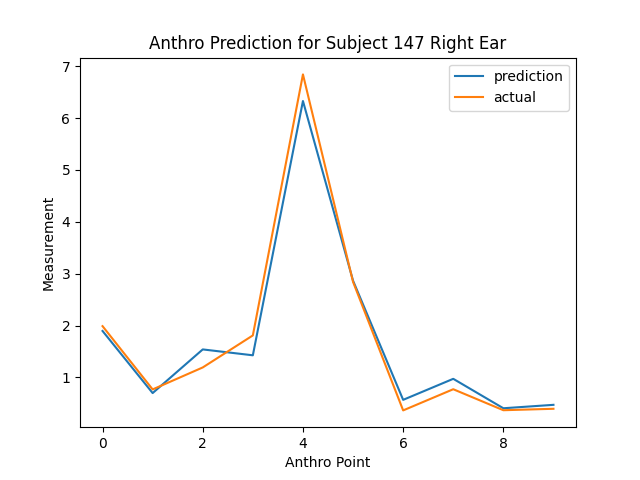 Anthro Prediction for Subject 147 Right Ear
prediction
actual
Measurement
7
6
5
4
3
2
1
0
2
4
6
8
Anthro Point